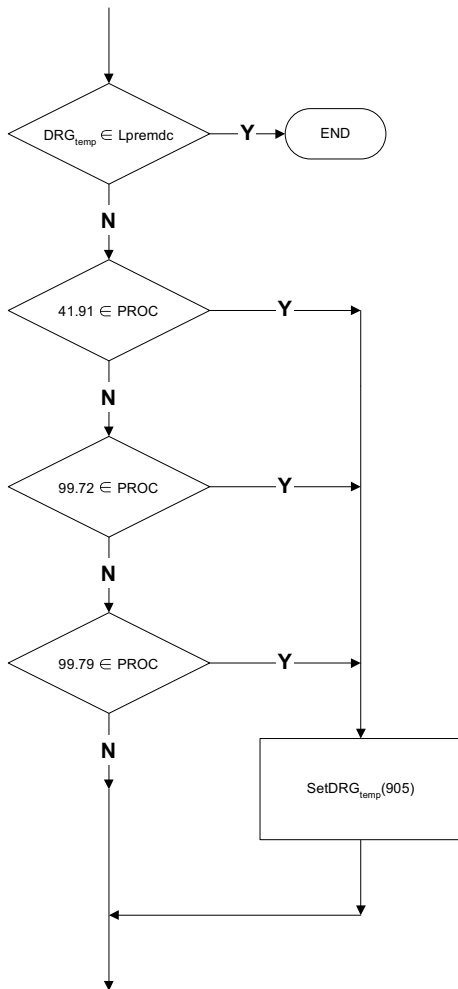 DRGtemp ∈ Lpremdc
Y
END
N
41.91 ∈ PROC
Y
N
99.72 ∈ PROC
Y
N
99.79 ∈ PROC
Y
N
SetDRGtemp(905)